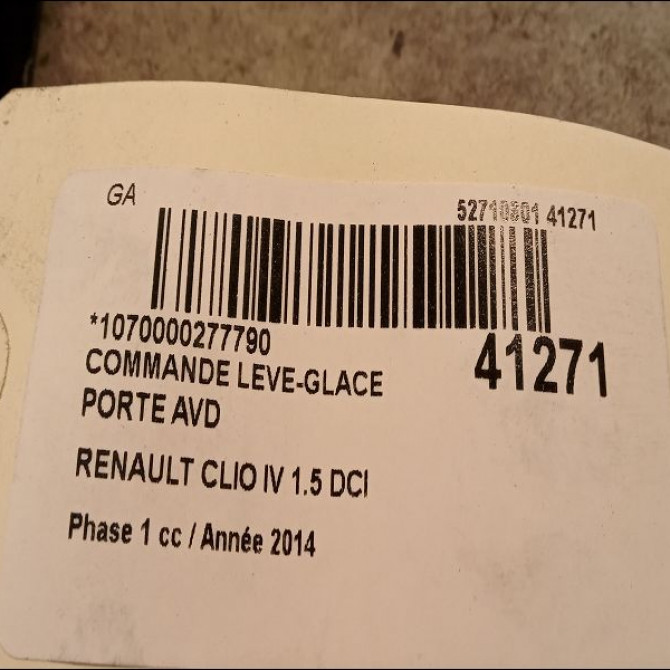 GA
52710801 41271
*1070000277790
41271
COMMANDE LEVE-GLACE
PORTE AVD
RENAULT CLIO IV 1.5 DCI
Phase 1 cc / Année 2014